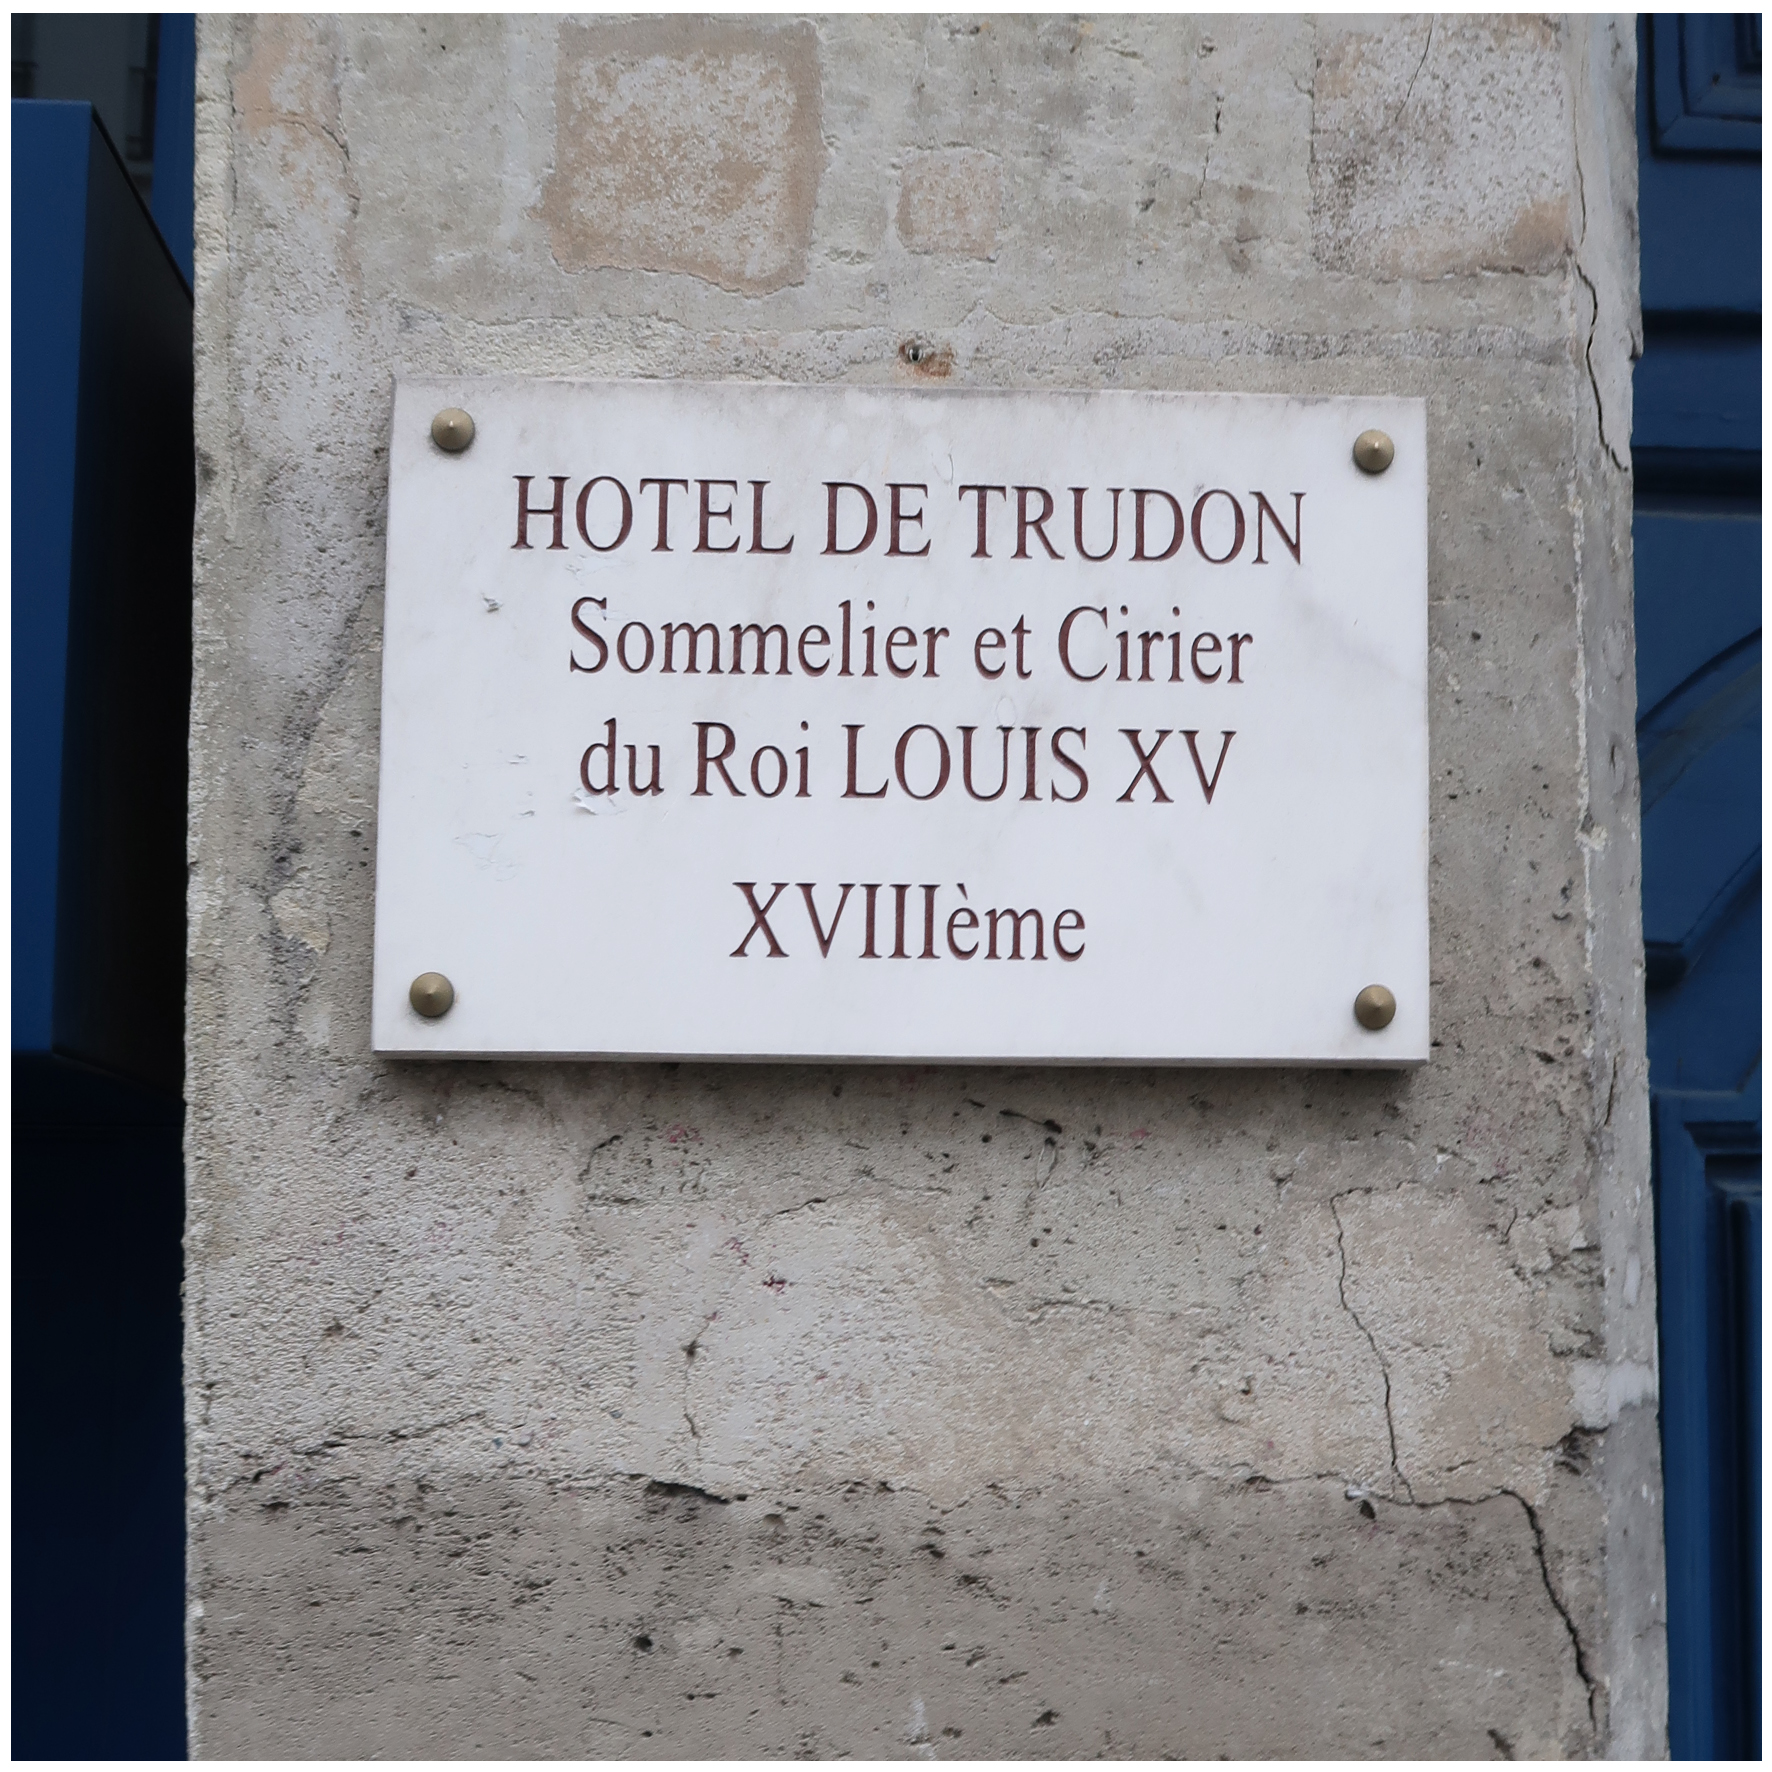 HOTEL DE TRUDON
Sommelier et Cirier
du Roi LOUIS XV
XVIIIème